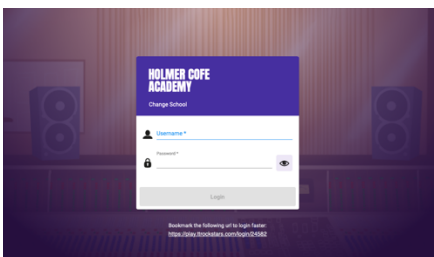 HOLMER COFE
ACADEMY
Change School
Username *
Password *
Login
Bookmark the following url to login faster:
https://play.ttrockstars.com/login/24582